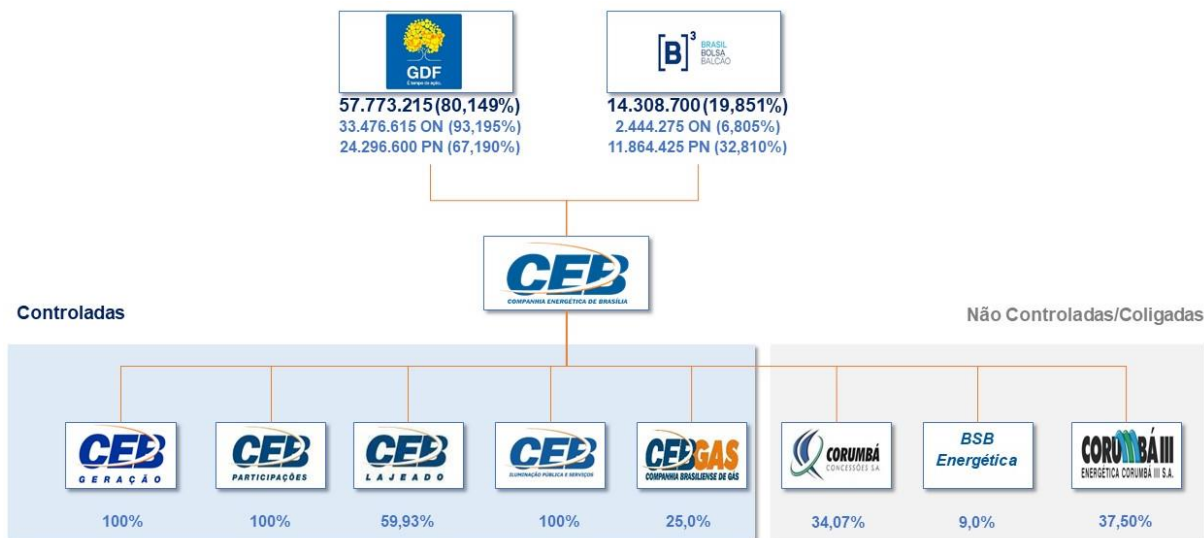 GDF
É tempo de ação.
[B]³
BRASIL
BOLSA
BALCÃO
57.773.215 (80,149%)
33.476.615 ON (93,195%)
24.296.600 PN (67,190%)
14.308.700 (19,851%)
2.444.275 ON (6,805%)
11.864.425 PN (32,810%)
CEB
COMPANHIA ENERGÉTICA DE BRASÍLIA
Controladas
Não Controladas/Coligadas
CEB
GERAÇÃO
CEB
PARTICIPAÇÕES
CEB
LAJEADO
CEB
ILUMINAÇÃO PÚBLICA E SERVIÇOS
CEBGAS
COMPANHIA BRASILIENSE DE GÁS
CORUMBÁ
CONCESSÕES S.A.
BSB
Energética
CORUMBÁ III
ENERGÉTICA CORUMBÁ III S.A.
100%
100%
59,93%
100%
25,0%
34,07%
9,0%
37,50%